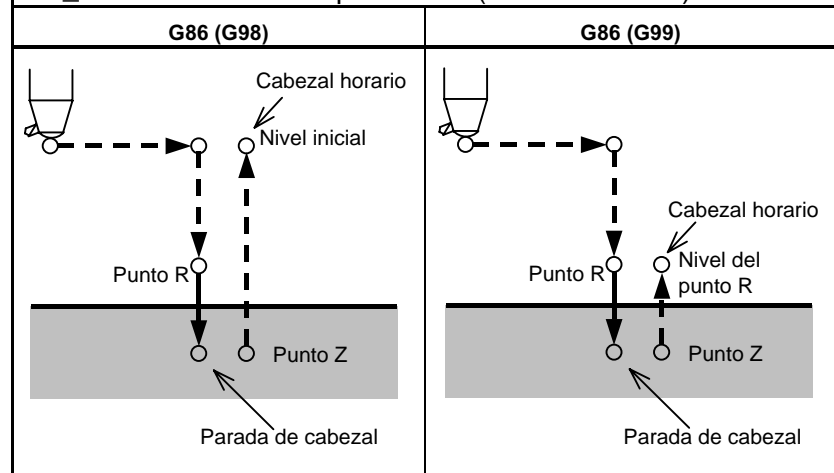 G86 (G98)
G86 (G99)
Cabezal horario
Nivel inicial
Punto R
Punto Z
Parada de cabezal
Cabezal horario
Punto R
Nivel del
punto R
Punto Z
Parada de cabezal